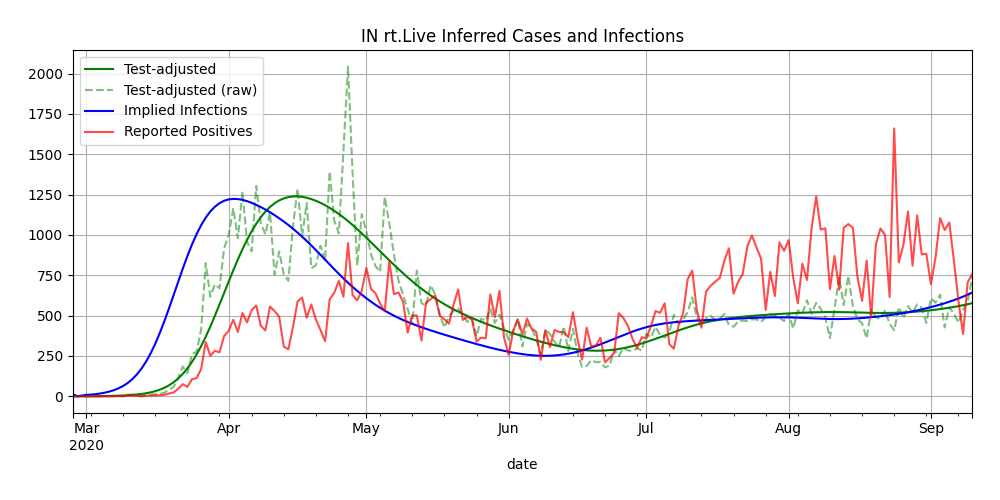 IN rt.Live Inferred Cases and Infections
Test-adjusted
Test-adjusted (raw)
Implied Infections
Reported Positives
2000
1750
1500
1250
1000
750
500
250
0
Mar Apr May Jun Jul Aug Sep
2020
date